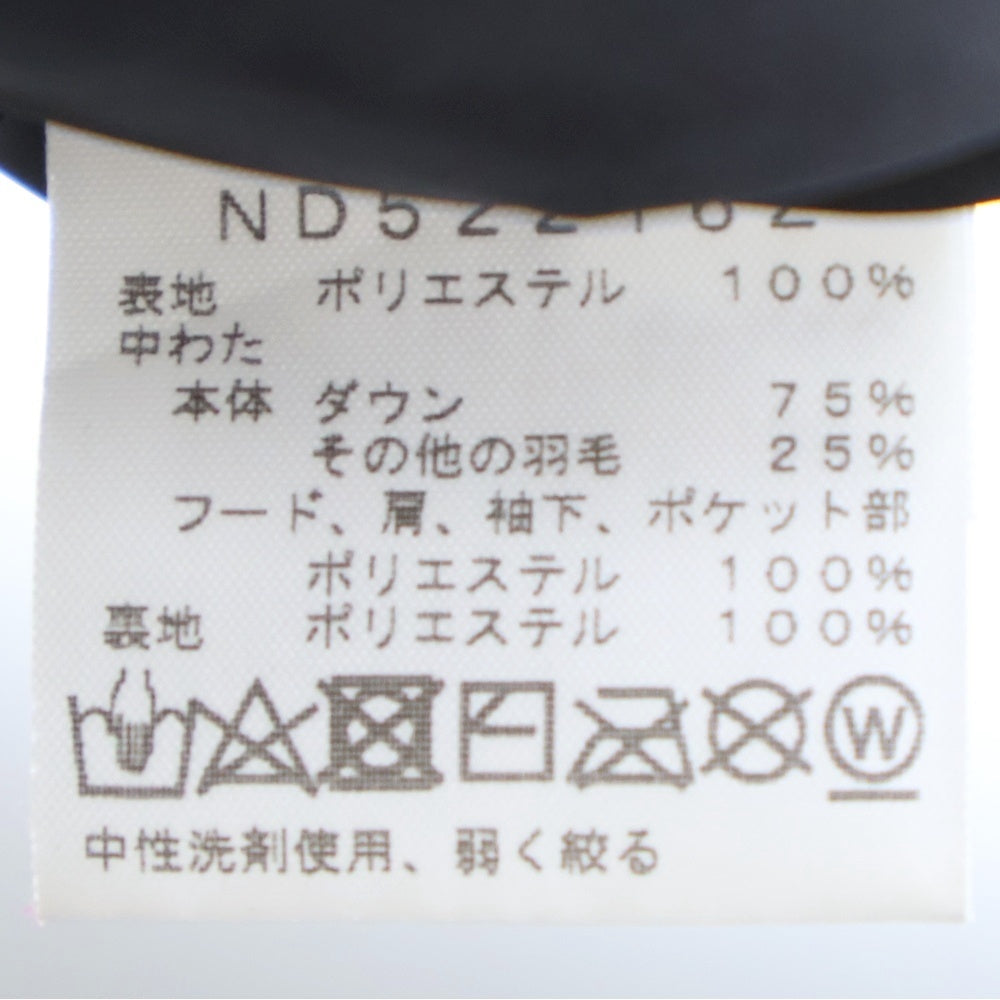 ND522162
表地 ポリエステル 100%
中わた
本体 ダウン 75%
その他の羽毛 25%
フード、肩、袖下、ポケット部
ポリエステル 100%
裏地 ポリエステル 100%
W
中性洗剤使用、弱く絞る